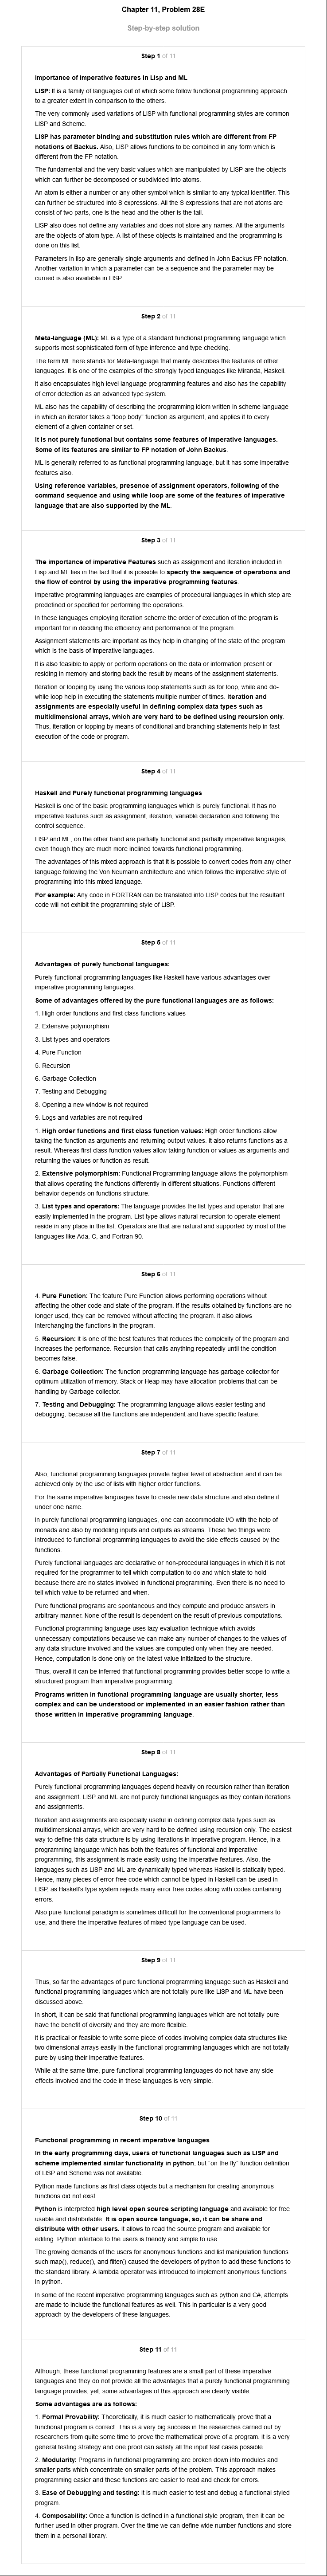 Chapter 11, Problem 28E
Step-by-step solution
Step 1 of 11
Importance of Imperative features in Lisp and ML
LISP: It is a family of languages out of which some follow functional programming approach
to a greater extent in comparison to the others.
The very commonly used variations of LISP with functional programming styles are Common
LISP and Scheme.
LISP has parameter binding and substitution rules which are different from FP
notations of Backus. Also, LISP allows functions to be combined in any form which is
different from the FP notation.
The fundamental and the very basic values which are manipulated by LISP are the objects
which can further be decomposed or subdivided into atoms.
An atom is either a number or any other symbol which is similar to any typical identifier. This
can further be structured into S expressions. All the S expressions that are not atoms are
consist of two parts, one is the head and the other is the tail.
LISP also does not define any variables and does not store any names. All the arguments
are the objects of atom type. A list of these objects is maintained and the programming is
done on this list.
Parameters in lisp are generally single arguments and defined in John Backus FP notation.
Another variation in which a parameter can be a sequence and the parameter may be
curried is also available in LISP.
Step 2 of 11
Meta-language (ML): ML is a type of a standard functional programming language which
supports most sophisticated form of type inference and type checking.
The term ML here stands for Meta-language that mainly describes the features of other
languages. It is one of the examples of the strongly typed languages like Miranda, Haskell.
It also encapsulates high level language programming features and also has the capability
of error detection as an advanced type system.
ML also has the capability of describing the programming idiom written in scheme language
in which an iterator takes a "loop body" function as argument, and applies it to every
element of a given container or set.
It is not purely functional but contains some features of imperative languages.
Some of its features are similar to FP notation of John Backus.
ML is generally referred to as functional programming language, but it has some imperative
features also.
Using reference variables, presence of assignment operators, following of the
command sequence and using while loop are some of the features of imperative
language that are also supported by the ML.
Step 3 of 11
The importance of imperative Features such as assignment and iteration included in
Lisp and ML lies in the fact that it is possible to specify the sequence of operations and
the flow of control by using the imperative programming features.
Imperative programming languages are examples of procedural languages in which step are
predefined or specified for performing the operations.
In these languages employing iteration scheme the order of execution of the program is
important for in deciding the efficiency and performance of the program.
Assignment statements are important as they help in changing of the state of the program
which is the basis of imperative languages.
It is also feasible to apply or perform operations on the data or information present or
residing in memory and storing back the result by means of the assignment statements.
Iteration or looping by using the various loop statements such as for loop, while and do-
while loop help in executing the statements multiple number of times. Iteration and
assignments are especially useful in defining complex data types such as
multidimensional arrays, which are very hard to be defined using recursion only.
Thus, iteration or looping by means of conditional and branching statements help in fast
execution of the code or program.
Step 4 of 11
Haskell and Purely functional programming languages
Haskell is one of the basic programming languages which is purely functional. It has no
imperative features such as assignment, iteration, variable declaration and following the
control sequence.
LISP and ML, on the other hand are partially functional and partially imperative languages,
even though they are much more inclined towards functional programming.
The advantages of this mixed approach is that it is possible to convert codes from any other
language following the Von Neumann architecture and which follows the imperative style of
programming into this mixed language.
For example: Any code in FORTRAN can be translated into LISP codes but the resultant
code will not exhibit the programming style of LISP.
Step 5 of 11
Advantages of purely functional languages:
Purely functional programming languages like Haskell have various advantages over
imperative programming languages.
Some of advantages offered by the pure functional languages are as follows:
1. High order functions and first class functions values
2. Extensive polymorphism
3. List types and operators
4. Pure Function
5. Recursion
6. Garbage Collection
7. Testing and Debugging
8. Opening a new window is not required
9. Logs and variables are not required
1. High order functions and first class function values: High order functions allow
taking the function as arguments and returning output values. It also returns functions as a
result. Whereas first class function allow taking function or values as arguments and
returning the values or function as result.
2. Extensive polymorphism: Functional Programming language allows the polymorphism
that allows operating the functions differently in different situations. Functions different
behavior depends on functions structure.
3. List types and operators: The language provides the list types and operator that are
easily implemented in the program. List type allows natural recursion to operate element
reside in any place in the list. Operators are that are natural and supported by most of the
languages like Ada, C, and Fortran 90.
Step 6 of 11
4. Pure Function: The feature Pure Function allows performing operations without
affecting the other code and state of the program. If the results obtained by functions are no
longer used, they can be removed without affecting the program. It also allows
interchanging the functions in the program.
5. Recursion: It is one of the best features that reduces the complexity of the program and
increases the performance. Recursion that calls anything repeatedly until the condition
becomes false.
6. Garbage Collection: The function programming language has garbage collector for
optimum utilization of memory. Stack or Heap may have allocation problems that can be
handling by Garbage collector.
7. Testing and Debugging: The programming language allows easier testing and
debugging, because all the functions are independent and have specific feature.
Step 7 of 11
Also, functional programming languages provide higher level of abstraction and it can be
achieved only by the use of lists with higher order functions.
For the same imperative languages have to create new data structure and also define it
under one name.
In purely functional programming languages, one can accommodate I/O with the help of
monads and also by modeling inputs and outputs as streams. These two things were
introduced to functional programming languages to avoid the side effects caused by the
functions.
Purely functional languages are declarative or non-procedural languages in which it is not
required for the programmer to tell which computation to do and which state to hold
because there are no states involved in functional programming. Even there is no need to
tell which value to be returned and when.
Pure functional programs are spontaneous and they compute and produce answers in
arbitrary manner. None of the result is dependent on the result of previous computations.
Functional programming language uses lazy evaluation technique which avoids
unnecessary computations because we can make any number of changes to the values of
any data structure involved and the values are computed only when they are needed.
Hence, computation is done only on the latest value initialized to the structure.
Thus, overall it can be inferred that functional programming provides better scope to write a
structured program than imperative programming.
Programs written in functional programming language are usually shorter, less
complex and can be understood or implemented in an easier fashion rather than
those written in imperative programming language.
Step 8 of 11
Advantages of Partially Functional Languages:
Purely functional programming languages depend heavily on recursion rather than iteration
and assignment. LISP and ML are not purely functional languages as they contain iterations
and assignments.
Iteration and assignments are especially useful in defining complex data types such as
multidimensional arrays, which are very hard to be defined using recursion only. The easiest
way to define this data structure is by using iterations in imperative program. Hence, in a
programming language which has both the features of functional and imperative
programming, this assignment is made easily using the imperative features. Also, the
languages such as LISP and ML are dynamically typed whereas Haskell is statically typed.
Hence, many pieces of error free code which cannot be typed in Haskell can be used in
LISP, as Haskell's type system rejects many error free codes along with codes containing
errors.
Also pure functional paradigm is sometimes difficult for the conventional programmers to
use, and there the imperative features of mixed type language can be used.
Step 9 of 11
Thus, so far the advantages of pure functional programming language such as Haskell and
functional programming languages which are not totally pure like LISP and ML have been
discussed above.
In short, it can be said that functional programming languages which are not totally pure
have the benefit of diversity and they are more flexible.
It is practical or feasible to write some piece of codes involving complex data structures like
two dimensional arrays easily in the functional programming languages which are not totally
pure by using their imperative features.
While at the same time, pure functional programming languages do not have any side
effects involved and the code in these languages is very simple.
Step 10 of 11
Functional programming in recent imperative languages
In the early programming days, users of functional languages such as LISP and
scheme implemented similar functionality in python, but "on the fly" function definition
of LISP and Scheme was not available.
Python made functions as first class objects but a mechanism for creating anonymous
functions did not exist.
Python is interpreted high level open source scripting language and available for free
usable and distributable. It is open source language, so, it can be share and
distribute with other users. It allows to read the source program and available for
editing. Python interface to the users is friendly and simple to use.
The growing demands of the users for anonymous functions and list manipulation functions
such map(), reduce(), and filter() caused the developers of python to add these functions to
the standard library. A lambda operator was introduced to implement anonymous functions
in python.
In some of the recent imperative programming languages such as python and C#, attempts
are made to include the functional features as well. This in particular is a very good
approach by the developers of these languages.
Step 11 of 11
Although, these functional programming features are a small part of these imperative
languages and they do not provide all the advantages that a purely functional programming
language provides, yet, some advantages of this approach are clearly visible.
Some advantages are as follows:
1. Formal Provability: Theoretically, it is much easier to mathematically prove that a
functional program is correct. This is a very big success in the researches carried out by
researchers from quite some time to prove the mathematical prove of a program. It is a very
general testing strategy and one proof can satisfy all the input test cases possible.
2. Modularity: Programs in functional programming are broken down into modules and
smaller parts which concentrate on smaller parts of the problem. This approach makes
programming easier and these functions are easier to read and check for errors.
3. Ease of Debugging and testing: It is much easier to test and debug a functional styled
program.
4. Composability: Once a function is defined in a functional style program, then it can be
further used in other program. Over the time we can define wide number functions and store
them in a personal library.